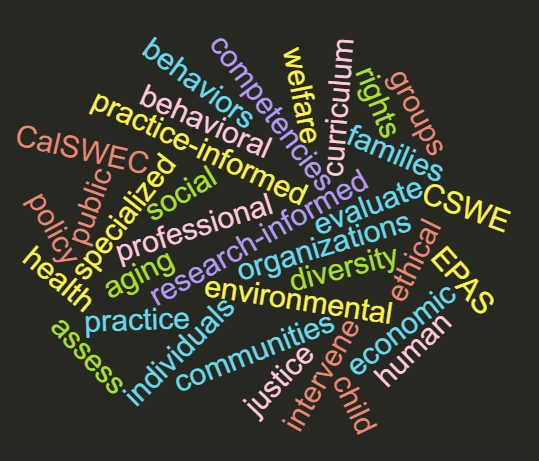 behaviors
competencies
welfare
curriculum
rights
groups
behavioral
practice-informed
families
CalSWEC
public
specialized
social
policy
professional
research-informed
evaluate
CSWE
organizations
ethical
health
aging
diversity
EPAS
environmental
practice
individuals
communities
economic
human
assess
justice
intervene
child